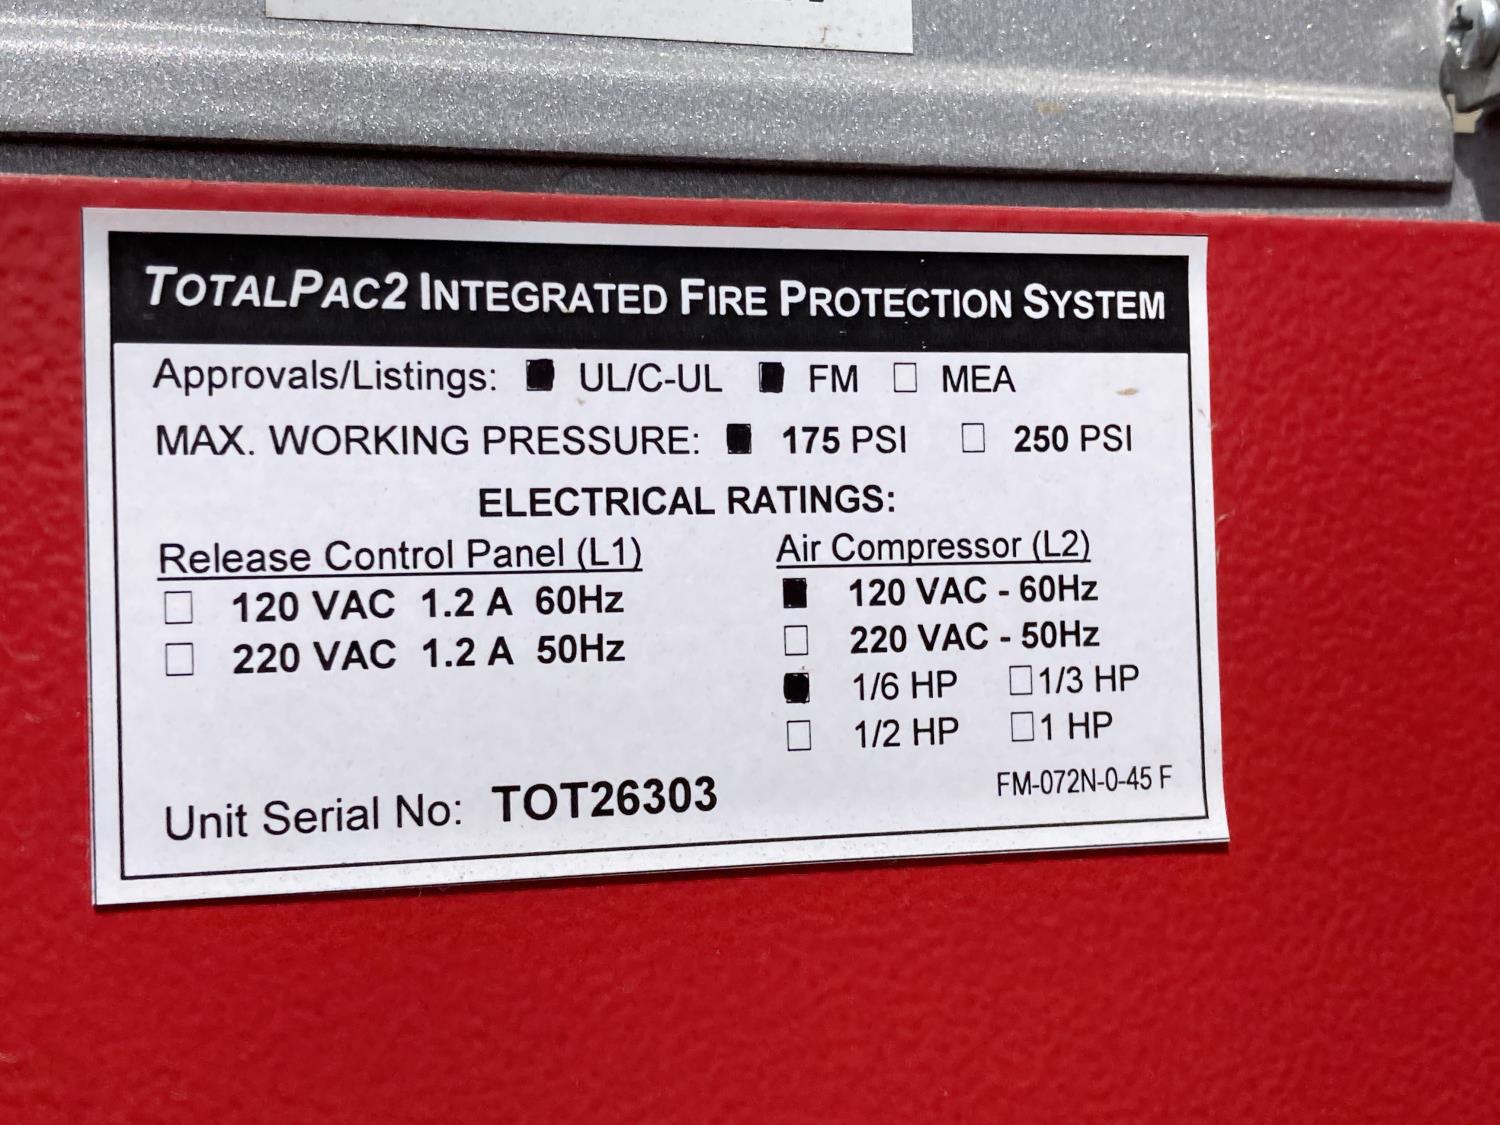 TOTALPAC2 INTEGRATED FIRE PROTECTION SYSTEM
Approvals/Listings: ■ UL/C-UL ■ FM □ MEA
MAX. WORKING PRESSURE: ■ 175 PSI □ 250 PSI
ELECTRICAL RATINGS:
Release Control Panel (L1)
□ 120 VAC 1.2 A 60Hz
□ 220 VAC 1.2 A 50Hz
Air Compressor (L2)
■ 120 VAC - 60Hz
□ 220 VAC - 50Hz
■ 1/6 HP □ 1/3 HP
□ 1/2 HP □ 1 HP
Unit Serial No: TOT26303
FM-072N-0-45 F